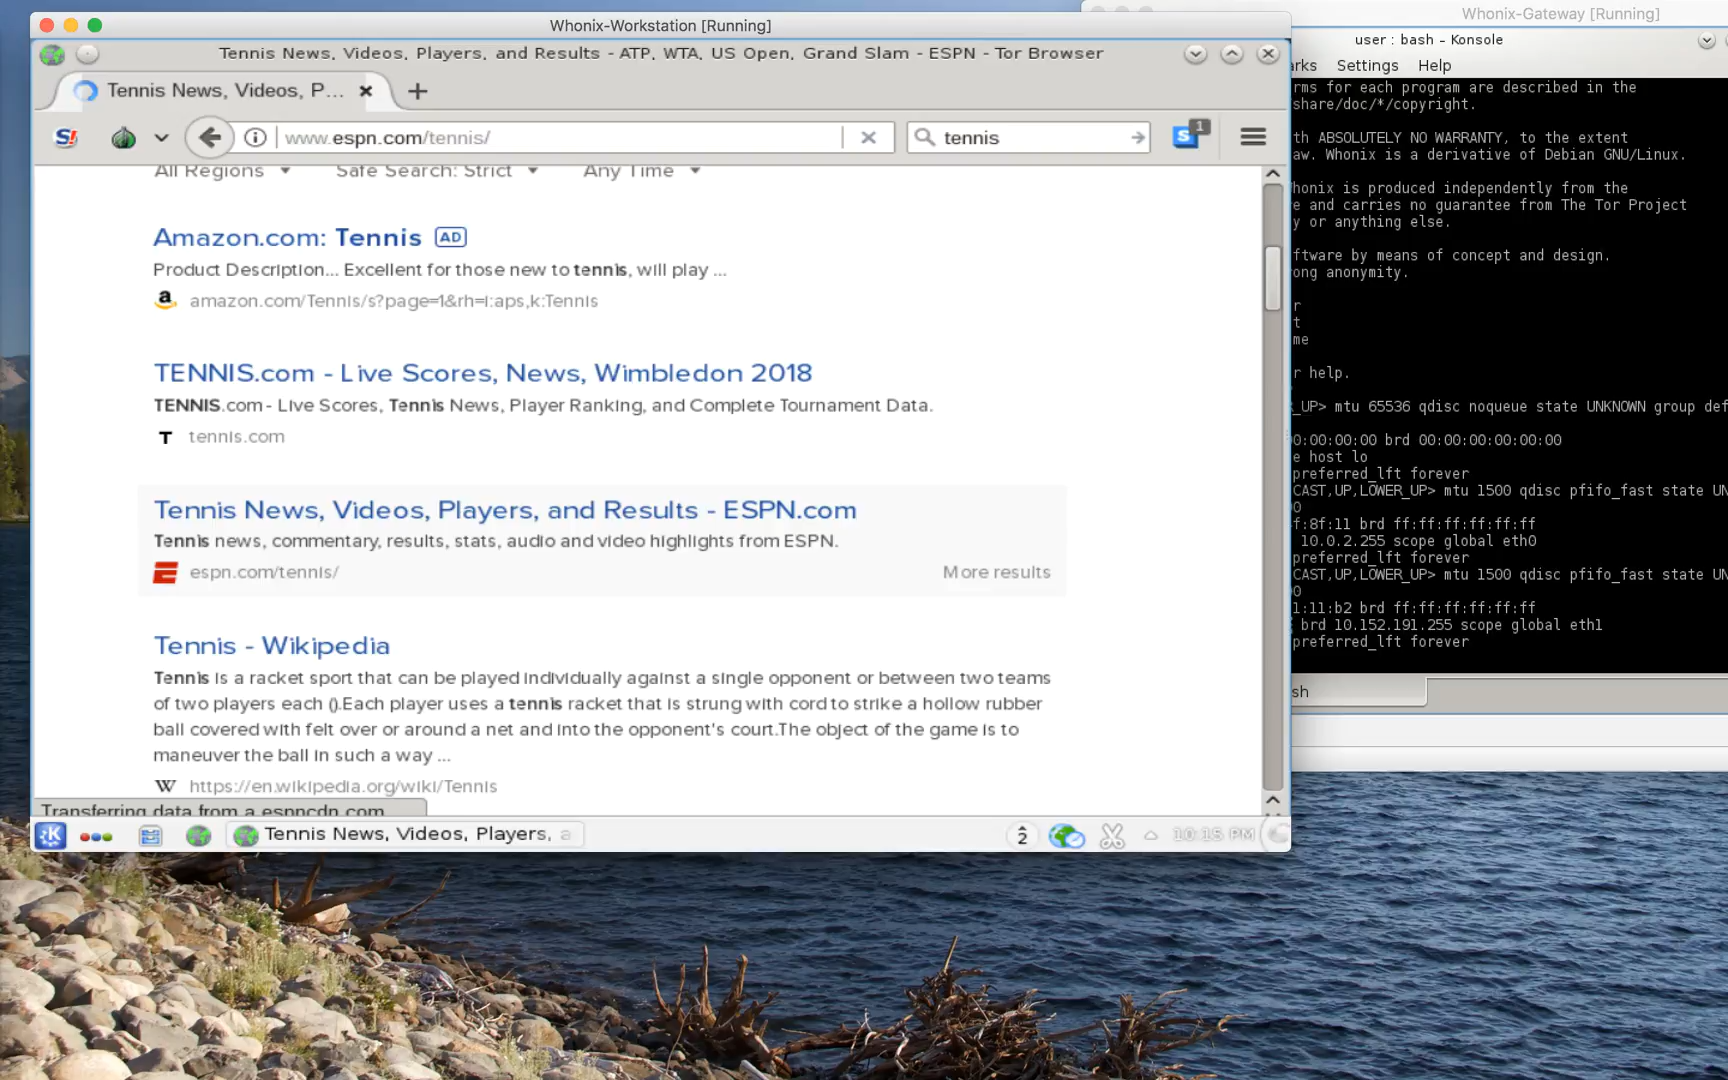 Whonix-Workstation [Running]
Whonix-Gateway [Running]
Tennis News, Videos, Players, and Results - ATP, WTA, US Open, Grand Slam - ESPN - Tor Browser
user : bash – Konsole
Tennis News, Videos, P...
Settings Help
www.espn.com/tennis/
tennis
1
All Regions
Safe Search: Strict
Any Time
Amazon.com: Tennis AD
Product Description... Excellent for those new to tennis, will play ...
amazon.com/Tennis/s?page=1&rh=i:aps,k:Tennis
TENNIS.com - Live Scores, News, Wimbledon 2018
TENNIS.com - Live Scores, Tennis News, Player Ranking, and Complete Tournament Data.
tennis.com
Tennis News, Videos, Players, and Results - ESPN.com
Tennis news, commentary, results, stats, audio and video highlights from ESPN.
espn.com/tennis/
More results
Tennis - Wikipedia
Tennis is a racket sport that can be played individually against a single opponent or between two teams
of two players each ().Each player uses a tennis racket that is strung with cord to strike a hollow rubber
ball covered with felt over or around a net and into the opponent's court.The object of the game is to
maneuver the ball in such a way ...
https://en.wikipedia.org/wiki/Tennis
Transferring data from a.espncdn.com
Tennis News, Videos, Players, a
2
10:15 PM
rms for each program are described in the
share/doc/*/copyright.
th ABSOLUTELY NO WARRANTY, to the extent
aw. Whonix is a derivative of Debian GNU/Linux.
honix is produced independently from the
e and carries no guarantee from The Tor Project
y or anything else.
ftware by means of concept and design.
ong anonymity.
r
t
me
r help.
_UP> mtu 65536 qdisc noqueue state UNKNOWN group def
0:00:00:00 brd 00:00:00:00:00:00
e host lo
preferred_lft forever
CAST,UP,LOWER_UP> mtu 1500 qdisc pfifo_fast state UN
00
f:8f:11 brd ff:ff:ff:ff:ff:ff
10.0.2.255 scope global eth0
preferred_lft forever
CAST,UP,LOWER_UP> mtu 1500 qdisc pfifo_fast state UN
00
1:11:b2 brd ff:ff:ff:ff:ff:ff
brd 10.152.191.255 scope global eth1
preferred_lft forever
sh